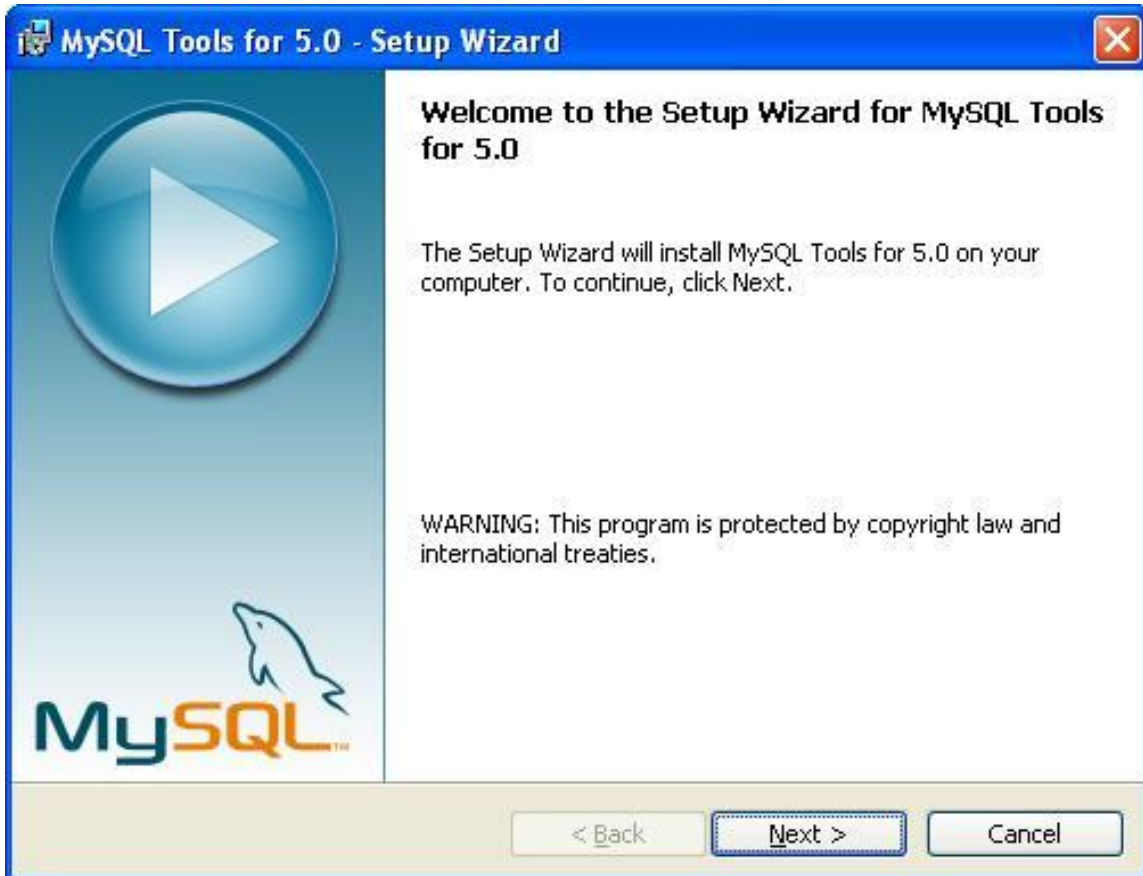 MySQL Tools for 5.0 - Setup Wizard
Welcome to the Setup Wizard for MySQL Tools
for 5.0
The Setup Wizard will install MySQL Tools for 5.0 on your
computer. To continue, click Next.
WARNING: This program is protected by copyright law and
international treaties.
MySQL™
< Back
Next >
Cancel